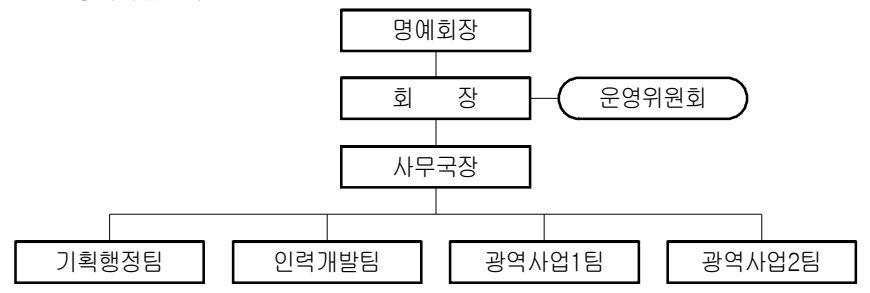 명예회장
회 장
운영위원회
사무국장
기획행정팀
인력개발팀
광역사업1팀
광역사업2팀